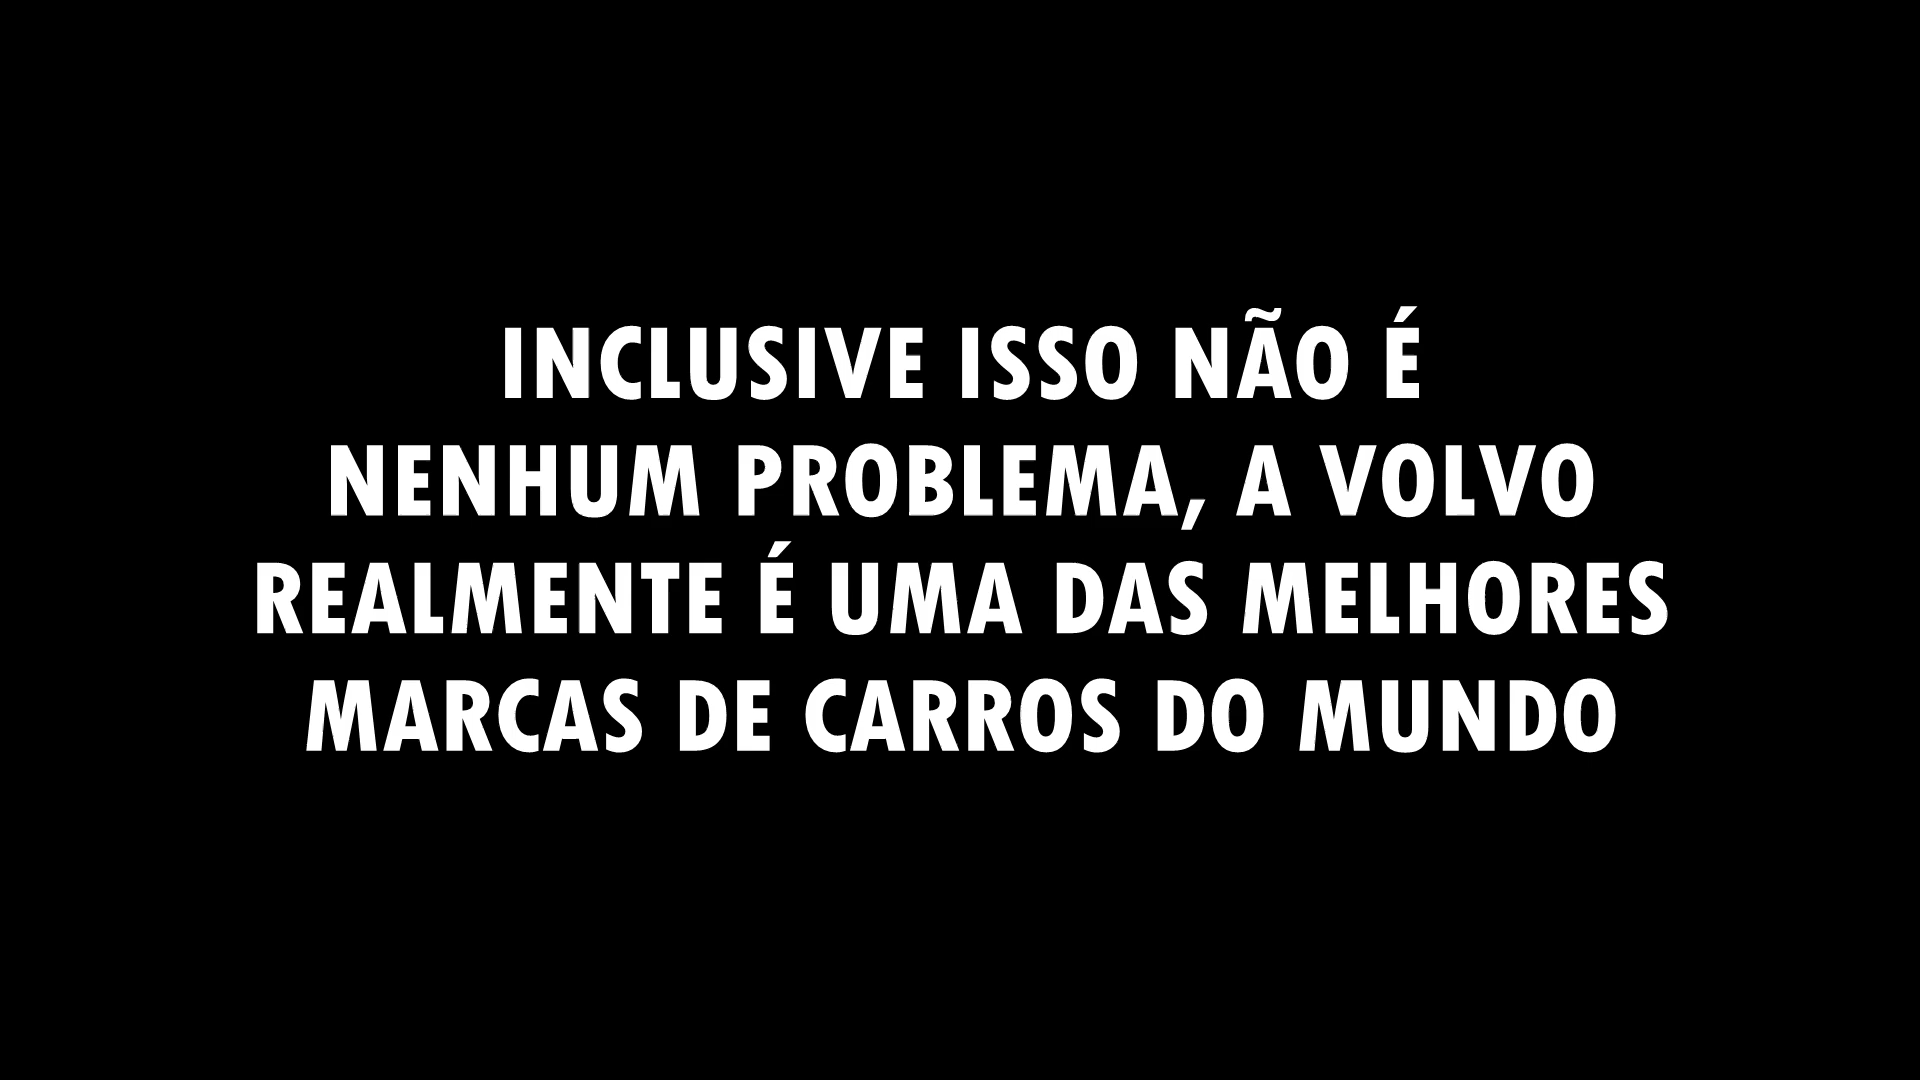 INCLUSIVE ISSO NÃO É
NENHUM PROBLEMA, A VOLVO
REALMENTE É UMA DAS MELHORES
MARCAS DE CARROS DO MUNDO